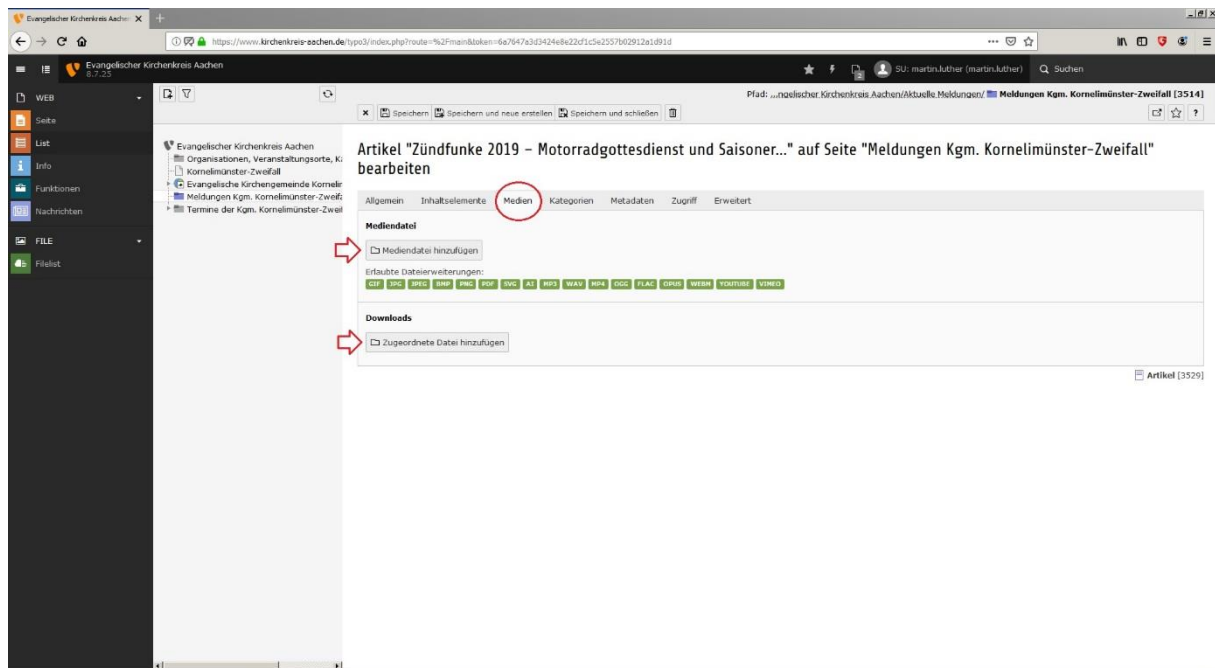 Evangelischer Kirchenkreis Aachen
https://www.kirchenkreis-aachen.de/typo3/index.php?route=%2Fmain&token=6a7647a3d3424e8e22cf1c5e2557b02912a1d91d
Evangelischer Kirchenkreis Aachen
8.7.25
2
SU: martin.luther (martin.luther)
Suchen
WEB
Seite
List
Info
Funktionen
Nachrichten
FILE
Filelist
Evangelischer Kirchenkreis Aachen
Organisationen, Veranstaltungsorte, Ka
Kornelimünster-Zweifall
Evangelische Kirchengemeinde Kornelim
Meldungen Kgm. Kornelimünster-Zweifa
Termine der Kgm. Kornelimünster-Zweif
Pfad: ...ngelischer Kirchenkreis Aachen/Aktuelle Meldungen/ Meldungen Kgm. Kornelimünster-Zweifall [3514]
Speichern Speichern und neue erstellen Speichern und schließen
?
Artikel "Zündfunke 2019 – Motorradgottesdienst und Saisoner..." auf Seite "Meldungen Kgm. Kornelimünster-Zweifall"
bearbeiten
Allgemein Inhaltselemente Medien Kategorien Metadaten Zugriff Erweitert
Mediendatei
Mediendatei hinzufügen
Erlaubte Dateierweiterungen:
GIF JPG JPEG BMP PNG PDF SVG AI MP3 WAV MP4 OGG FLAC OPUS WEBM YOUTUBE VIMEO
Downloads
Zugeordnete Datei hinzufügen
Artikel [3529]